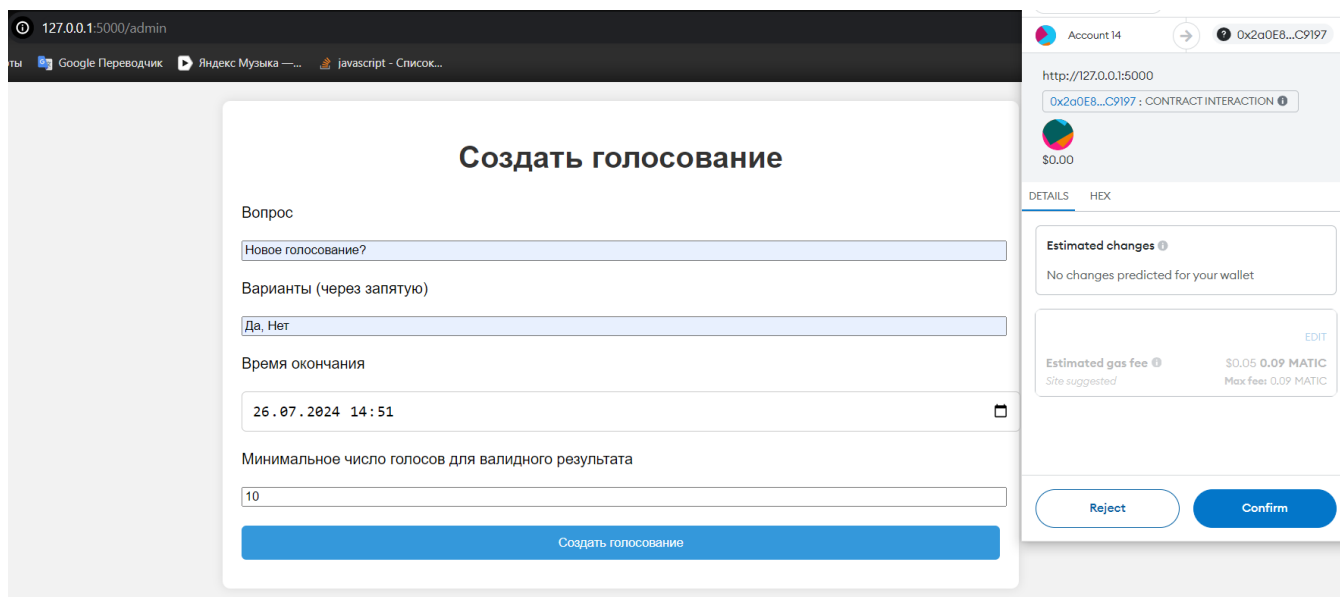 127.0.0.1:5000/admin
оты Google Переводчик Яндекс Музыка —... javascript - Список...
Создать голосование
Вопрос
Новое голосование?
Варианты (через запятую)
Да, Нет
Время окончания
26.07.2024 14:51
Минимальное число голосов для валидного результата
10
Создать голосование
Account 14
0x2a0E8...C9197
http://127.0.0.1:5000
0x2a0E8...C9197 : CONTRACT INTERACTION
$0.00
DETAILS HEX
Estimated changes
No changes predicted for your wallet
EDIT
Estimated gas fee $0.05 0.09 MATIC
Site suggested Max fee: 0.09 MATIC
Reject Confirm